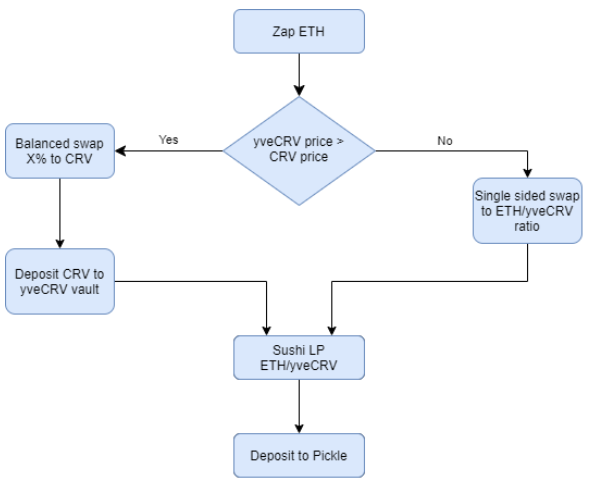 Zap ETH
yveCRV price >
CRV price
Yes
No
Balanced swap
X% to CRV
Single sided swap
to ETH/yveCRV
ratio
Deposit CRV to
yveCRV vault
Sushi LP
ETH/yveCRV
Deposit to Pickle